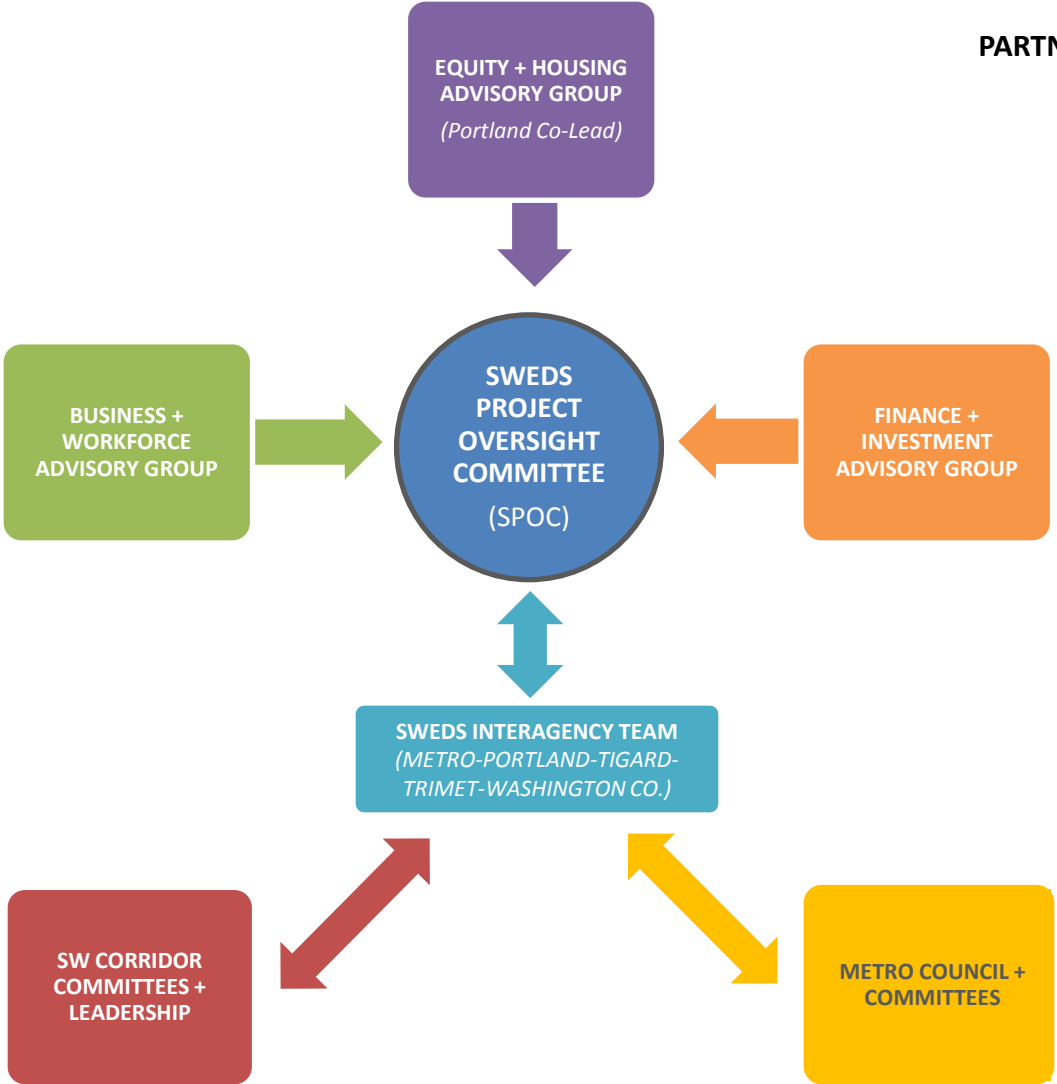 PARTN
EQUITY + HOUSING
ADVISORY GROUP
(Portland Co-Lead)
SWEDS
PROJECT
OVERSIGHT
COMMITTEE
(SPOC)
BUSINESS +
WORKFORCE
ADVISORY GROUP
FINANCE +
INVESTMENT
ADVISORY GROUP
SWEDS INTERAGENCY TEAM
(METRO-PORTLAND-TIGARD-
TRIMET-WASHINGTON CO.)
SW CORRIDOR
COMMITTEES +
LEADERSHIP
METRO COUNCIL +
COMMITTEES